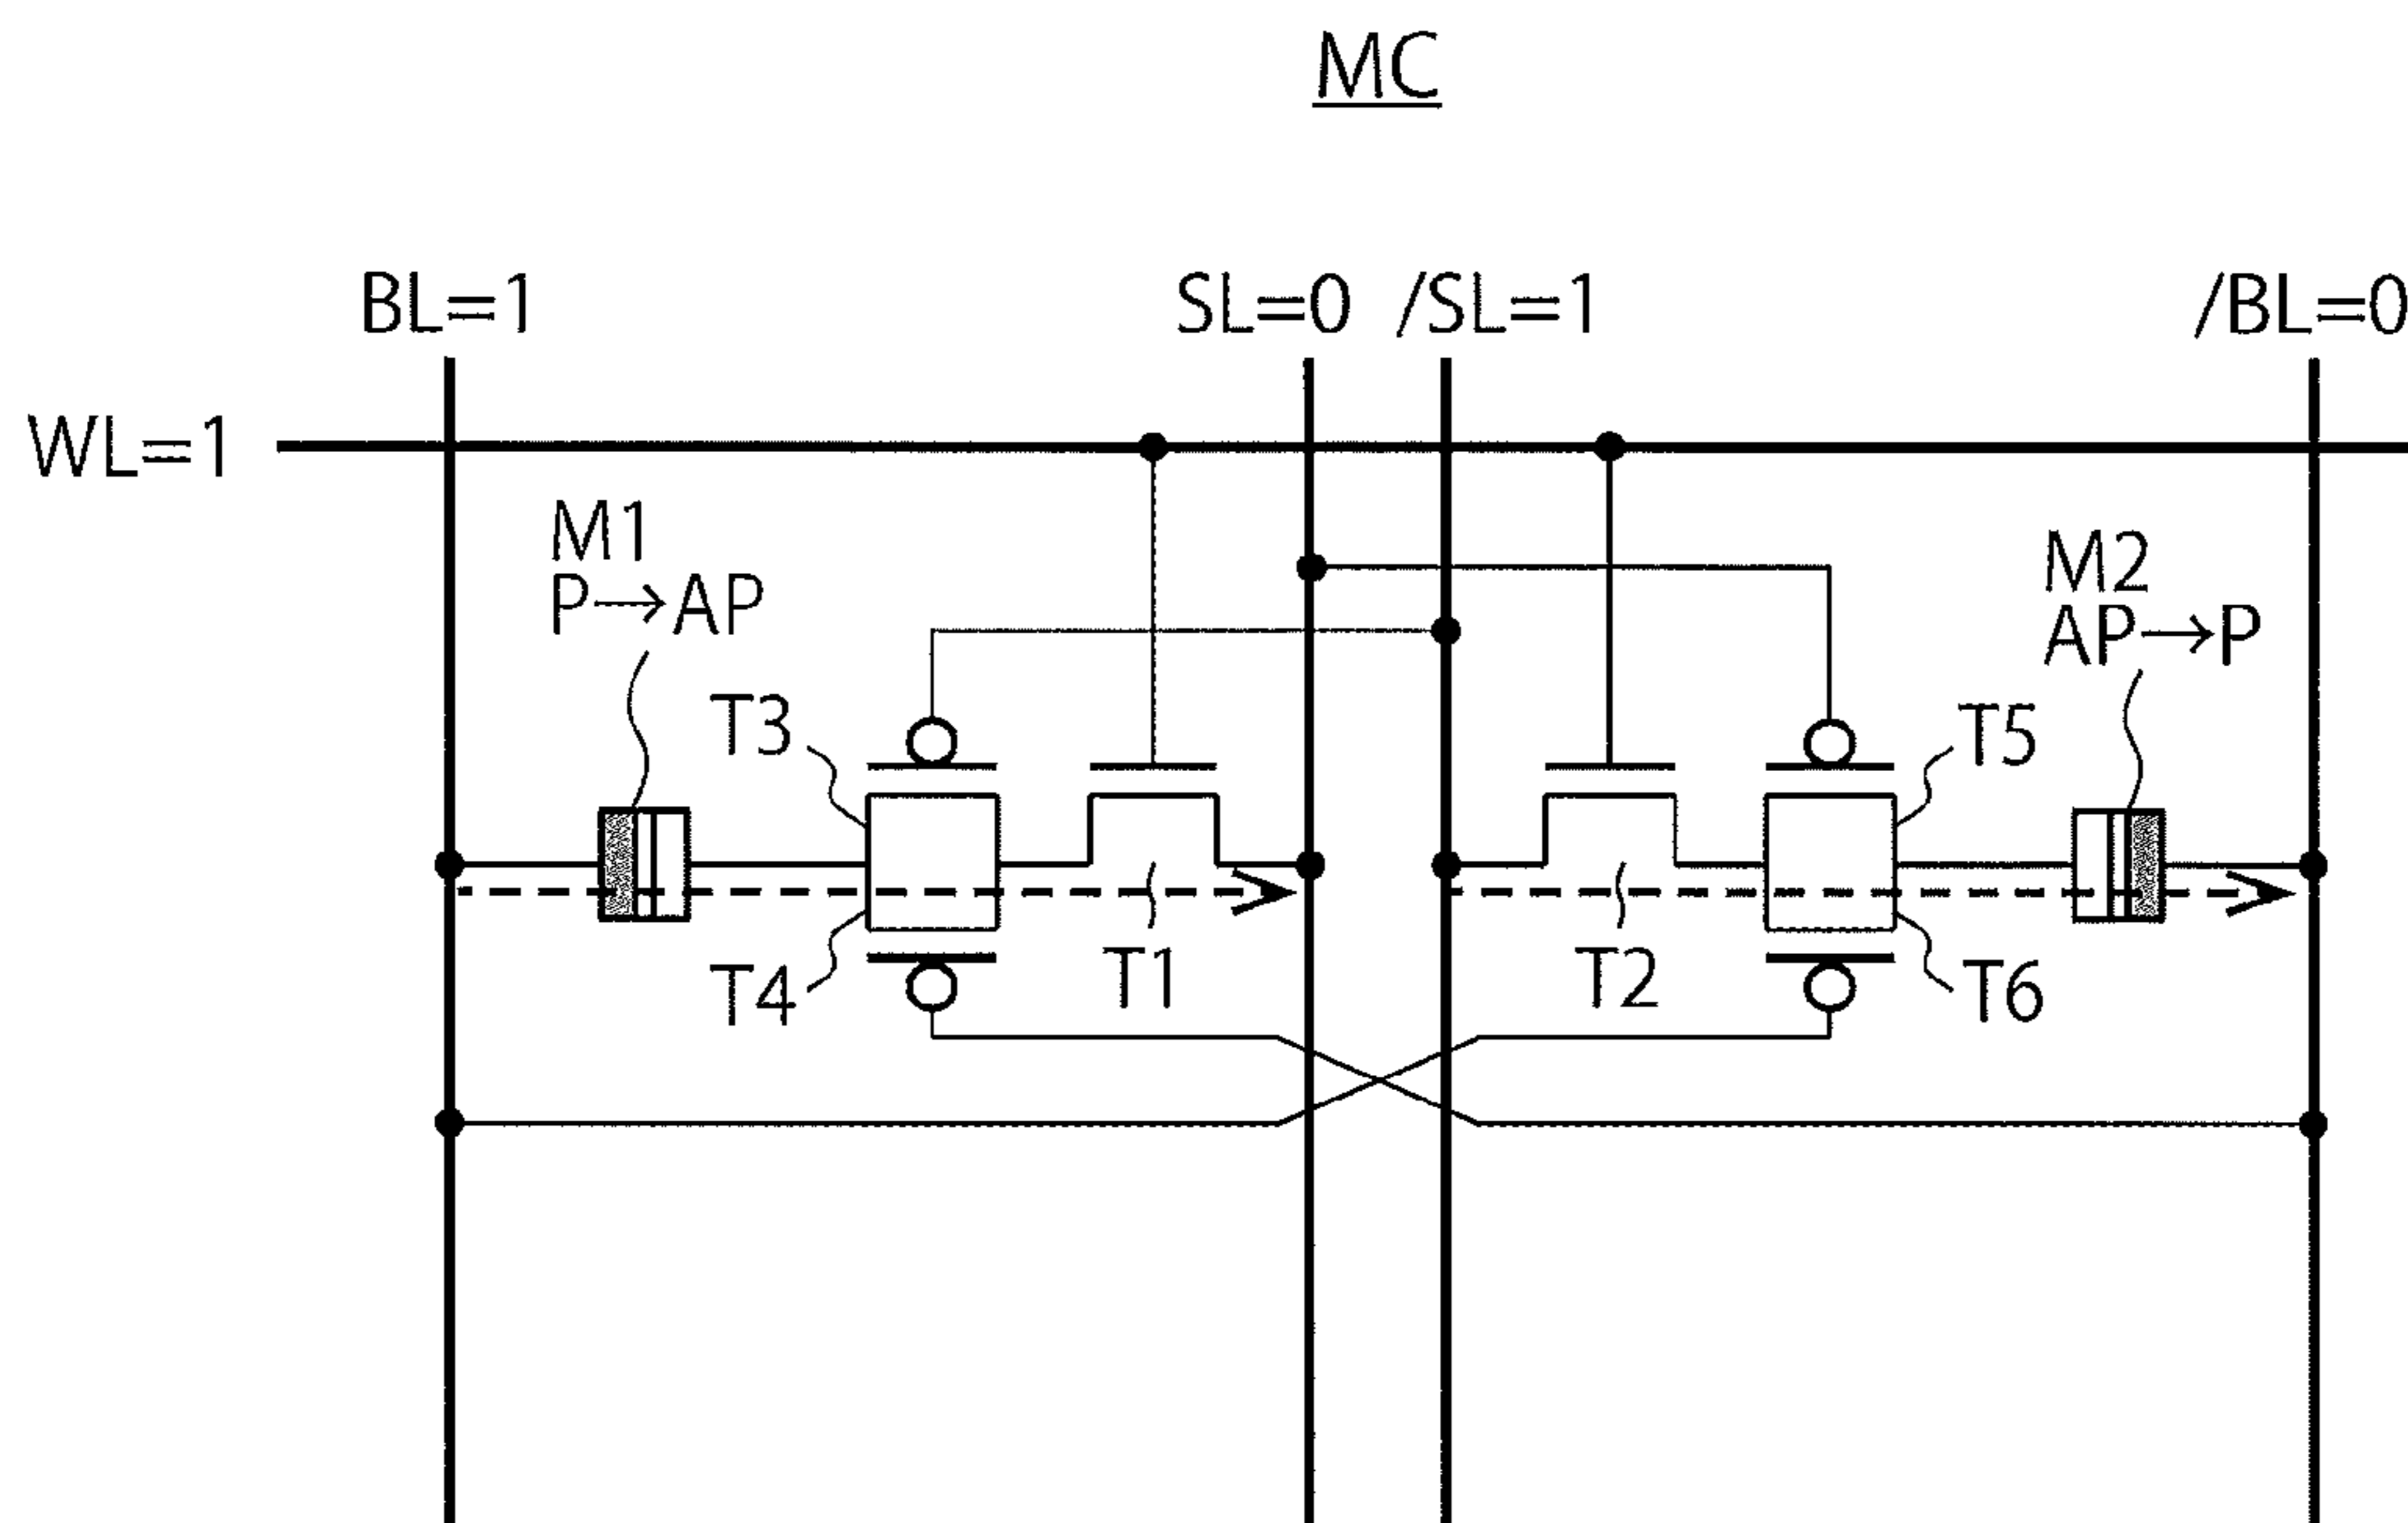 MC
BL=1
SL=0
/SL=1
/BL=0
WL=1
M1
P→AP
M2
AP→P
T3
T5
T4
T1
T2
T6